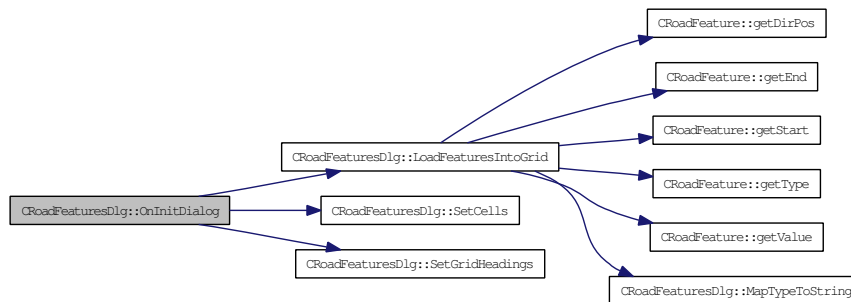 CRoadFeature::getDirPos
CRoadFeature::getEnd
CRoadFeature::getStart
CRoadFeaturesDlg::LoadFeaturesIntoGrid
CRoadFeature::getType
CRoadFeaturesDlg::OnInitDialog
CRoadFeaturesDlg::SetCells
CRoadFeature::getValue
CRoadFeaturesDlg::SetGridHeadings
CRoadFeaturesDlg::MapTypeToString